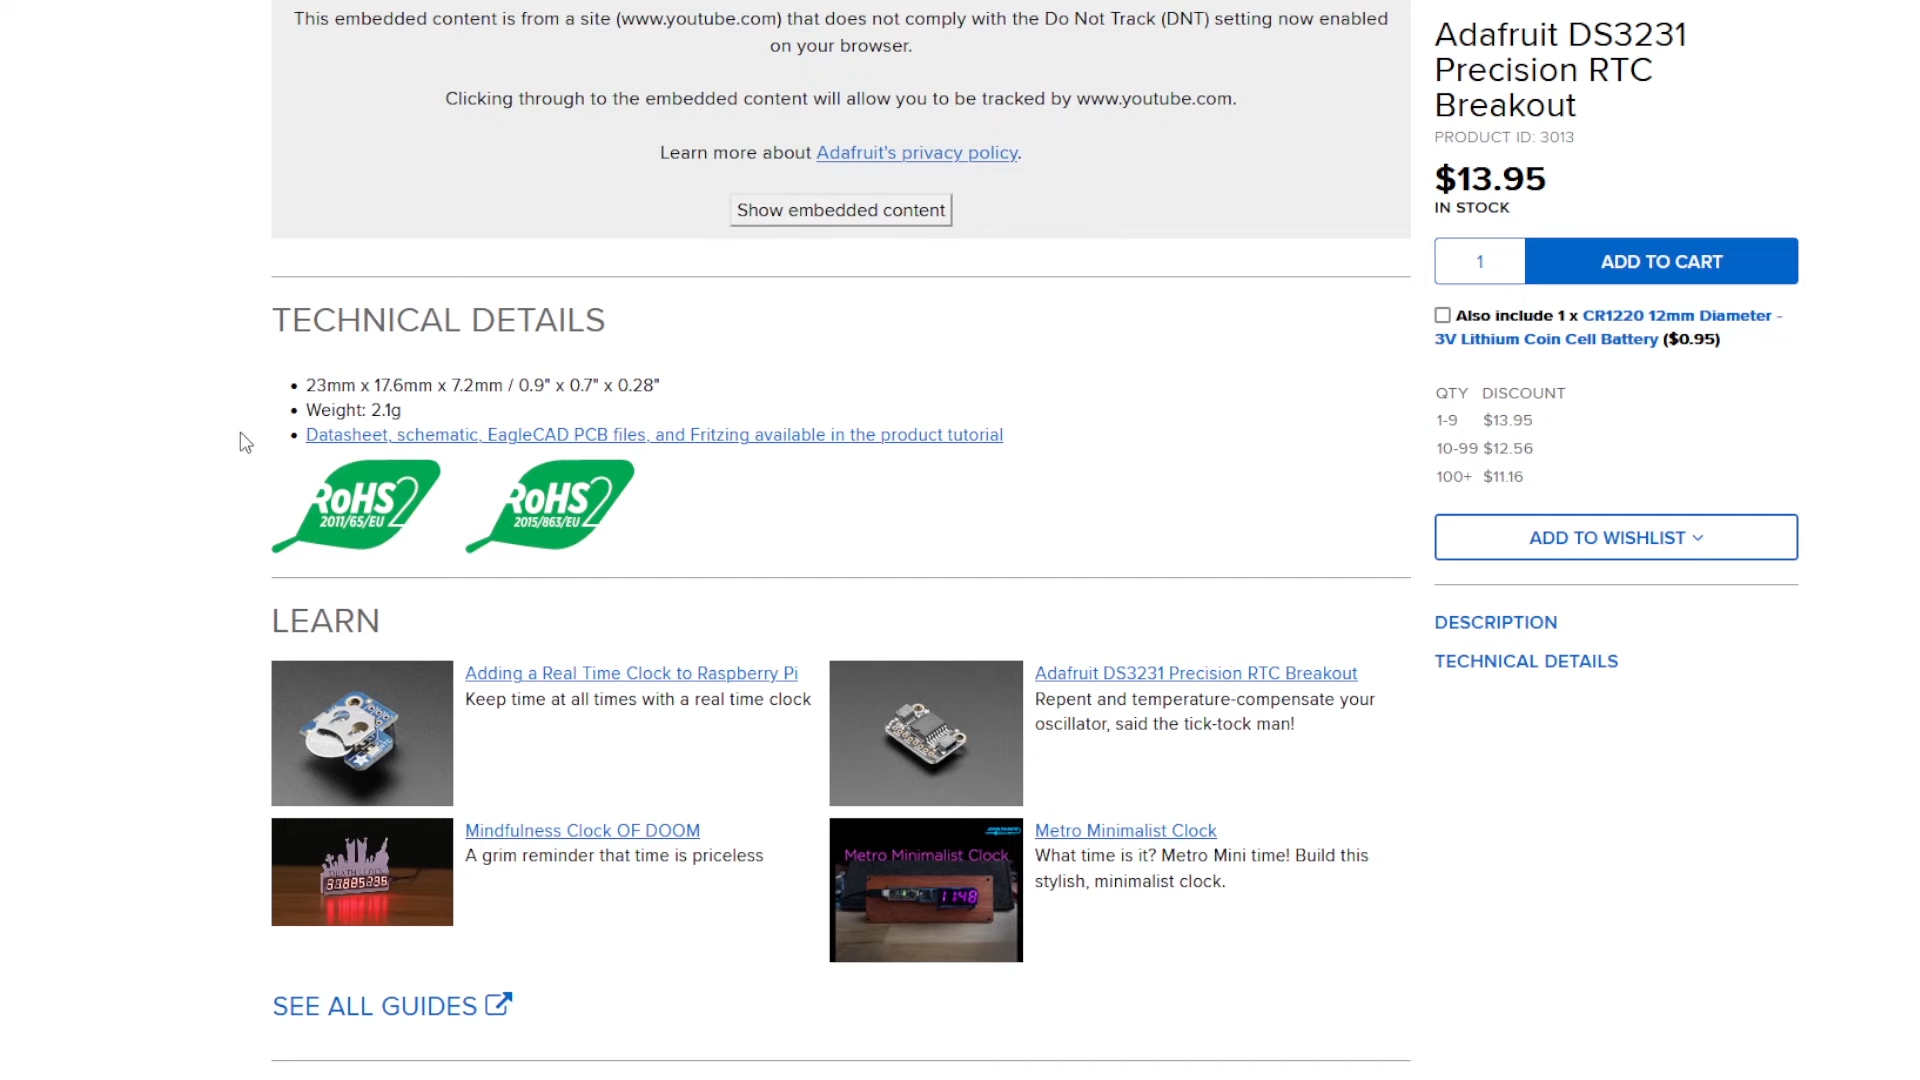 This embedded content is from a site (www.youtube.com) that does not comply with the Do Not Track (DNT) setting now enabled
on your browser.
Clicking through to the embedded content will allow you to be tracked by www.youtube.com.
Learn more about Adafruit's privacy policy.
Show embedded content
TECHNICAL DETAILS
23mm x 17.6mm x 7.2mm / 0.9" x 0.7" x 0.28"
Weight: 2.1g
Datasheet, schematic, EagleCAD PCB files, and Fritzing available in the product tutorial
RoHS 2
2011/65/EU
RoHS 2
2015/863/EU
LEARN
Adding a Real Time Clock to Raspberry Pi
Keep time at all times with a real time clock
Adafruit DS3231 Precision RTC Breakout
Repent and temperature-compensate your
oscillator, said the tick-tock man!
DEATH CLOCK
Mindfulness Clock OF DOOM
A grim reminder that time is priceless
Metro Minimalist Clock
11:48
Metro Minimalist Clock
What time is it? Metro Mini time! Build this
stylish, minimalist clock.
SEE ALL GUIDES
Adafruit DS3231
Precision RTC
Breakout
PRODUCT ID: 3013
$13.95
IN STOCK
1
ADD TO CART
Also include 1 x CR1220 12mm Diameter -
3V Lithium Coin Cell Battery ($0.95)
QTY DISCOUNT
1-9 $13.95
10-99 $12.56
100+ $11.16
ADD TO WISHLIST
DESCRIPTION
TECHNICAL DETAILS